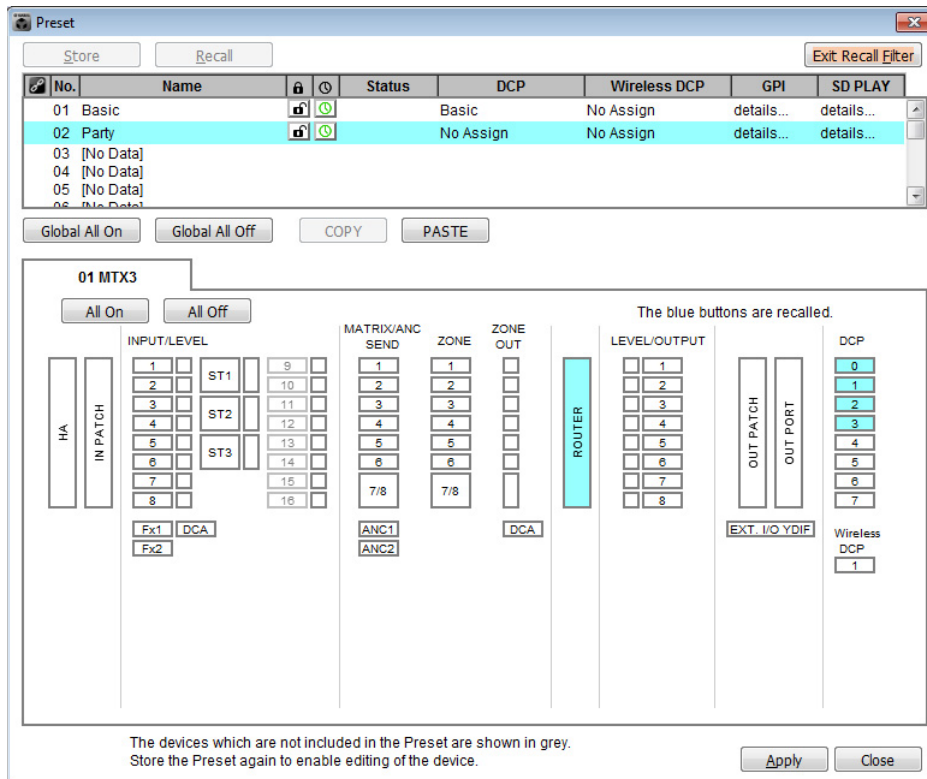 Preset
Store Recall Exit Recall Filter
No. Name Status DCP Wireless DCP GPI SD PLAY
01 Basic Basic No Assign details... details...
02 Party No Assign No Assign details... details...
03 [No Data]
04 [No Data]
05 [No Data]
06 [No Data]
Global All On Global All Off COPY PASTE
01 MTX3
All On All Off The blue buttons are recalled.
INPUT/LEVEL MATRIX/ANC SEND ZONE ZONE OUT LEVEL/OUTPUT DCP
HA
IN PATCH
1 ST1 9 1 1 1 0
2 10 2 2 2 1
3 ST2 11 3 3 3 2
4 12 4 4 4 3
5 ST3 13 5 5 5 4
6 14 6 6 6 5
7 15 7/8 7/8 7 6
8 16 8 7
ROUTER
OUT PATCH
OUT PORT
Fx1 DCA ANC1 DCA EXT. I/O YDIF Wireless DCP
Fx2 ANC2 1
The devices which are not included in the Preset are shown in grey.
Store the Preset again to enable editing of the device.
Apply Close